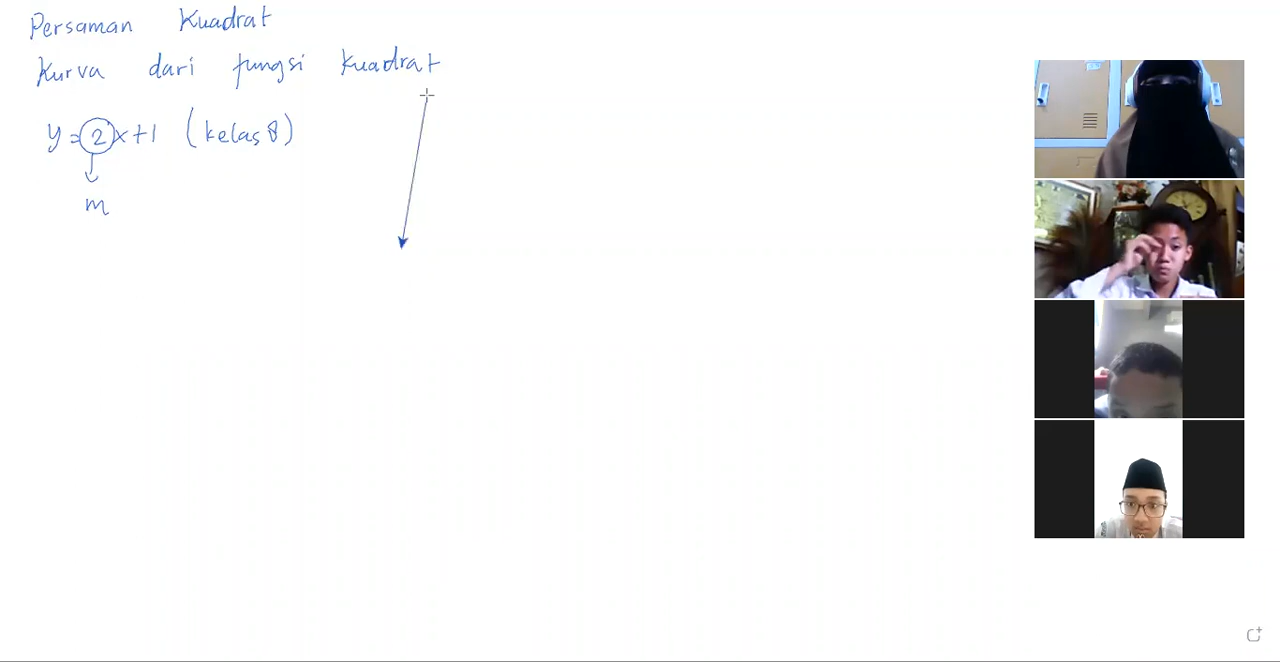 Persaman Kuadrat
Kurva dari fungsi kuadrat
y=2x+1 (kelas 8)
m